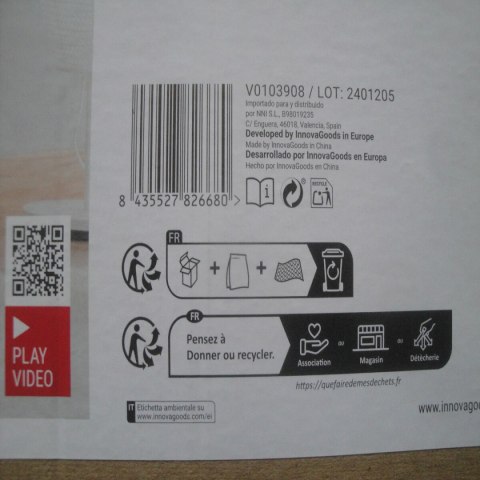 V0103908 / LOT: 2401205
Importado para y distribuido
por NNI S.L., B98019235
C/ Enguera, 46018, Valencia, Spain
Developed by InnovaGoods in Europe
Made by InnovaGoods in China
Desarrollado por InnovaGoods en Europa
Hecho por InnovaGoods en China
8 435527 826680 >
RECYCLE
FR
+ +
PLAY
VIDEO
FR
Pensez à
Donner ou recycler.
Association ou Magasin ou Déchèterie
https://quefairedemesdechets.fr
IT Etichetta ambientale su
www.innovagoods.com/ei
www.innovag